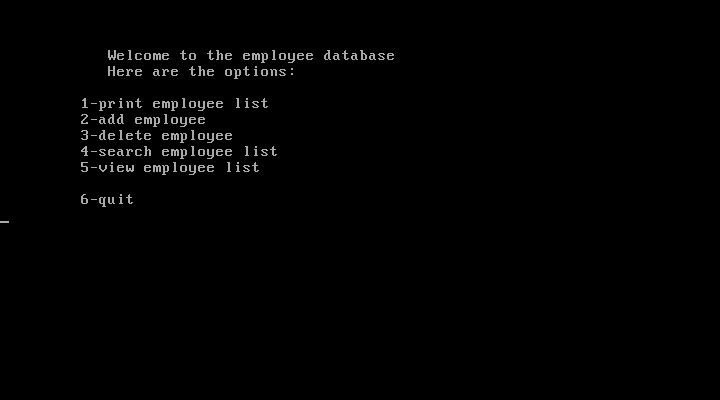 Welcome to the employee database
Here are the options:
1-print employee list
2-add employee
3-delete employee
4-search employee list
5-view employee list
6-quit